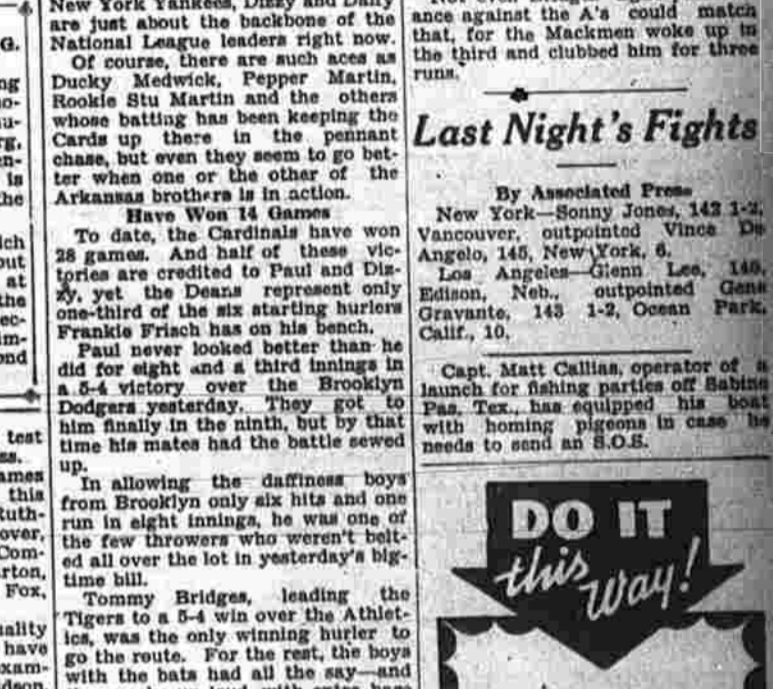 New York Yankees, Dizzy and Daffy
are just about the backbone of the
National League leaders right now.
Of course, there are such aces as
Ducky Medwick, Pepper Martin,
Rookie Stu Martin and the others
whose batting has been keeping the
Cards up there in the pennant
chase, but even they seem to go bet-
ter when one or the other of the
Arkansas brothers is in action.
Have Won 14 Games
To date, the Cardinals have won
28 games. And half of these vic-
tories are credited to Paul and Diz-
zy, yet the Deans represent only
one-third of the six starting hurlers
Frankie Frisch has on his bench.
Paul never looked better than he
did for eight and a third innings in
a 5-4 victory over the Brooklyn
Dodgers yesterday. They got to
him finally in the ninth, but by that
time his mates had the battle sewed
up.
In allowing the daffiness boys
from Brooklyn only six hits and one
run in eight innings, he was one of
the few throwers who weren't belt-
ed all over the lot in yesterday's big-
time bill.
Tommy Bridges, leading the
Tigers to a 5-4 win over the Athlet-
ics, was the only winning hurler to
go the route. For the rest, the boys
with the bats had all the say—and
ance against the A's could match
that, for the Mackmen woke up in
the third and clubbed him for three
runs.
Last Night's Fights
By Associated Press
New York—Sonny Jones, 143 1-2,
Vancouver, outpointed Vince De
Angelo, 145, New York, 6.
Los Angeles—Glenn Lee, 146,
Edison, Neb., outpointed Gene
Gravante, 143 1-2, Ocean Park,
Calif., 10.
Capt. Matt Callias, operator of a
launch for fishing parties off Sabine
Pas, Tex., has equipped his boat
with homing pigeons in case he
needs to send an S.O.S.
DO IT
this
way!